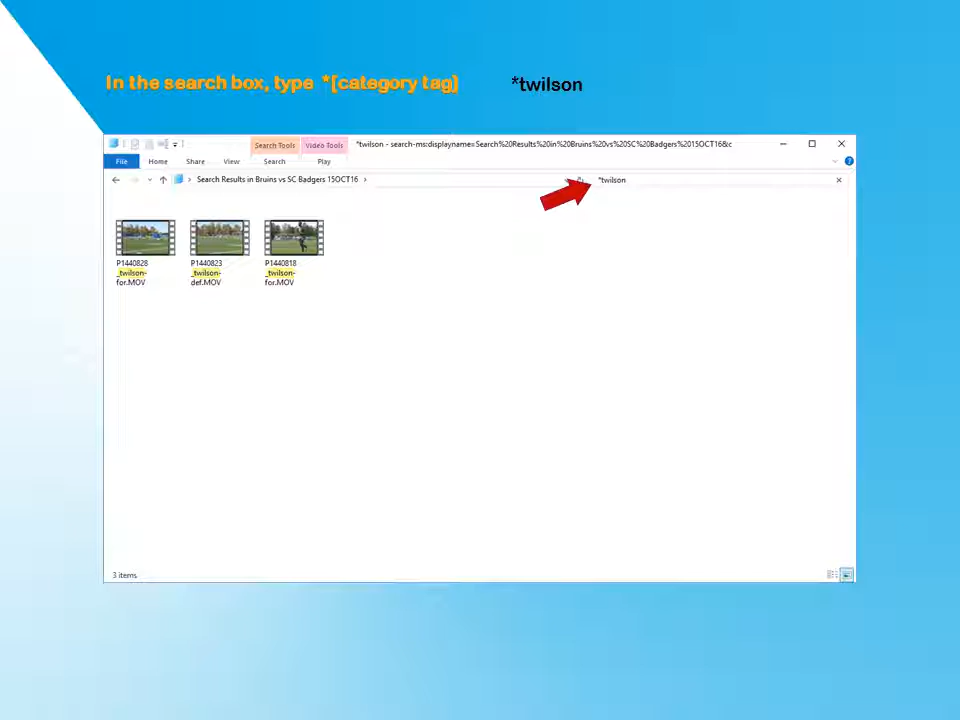 In the search box, type *[category tag]
*twilson
Search Tools
Video Tools
*twilson - search-ms:displayname=Search%20Results%20in%20Bruins%20vs%20SC%20Badgers%2015OCT16&c
File
Home
Share
View
Search
Play
Search Results in Bruins vs SC Badgers 15OCT16
*twilson
P1440828
_twilson-
for.MOV
P1440823
_twilson-
def.MOV
P1440818
_twilson-
for.MOV
3 items